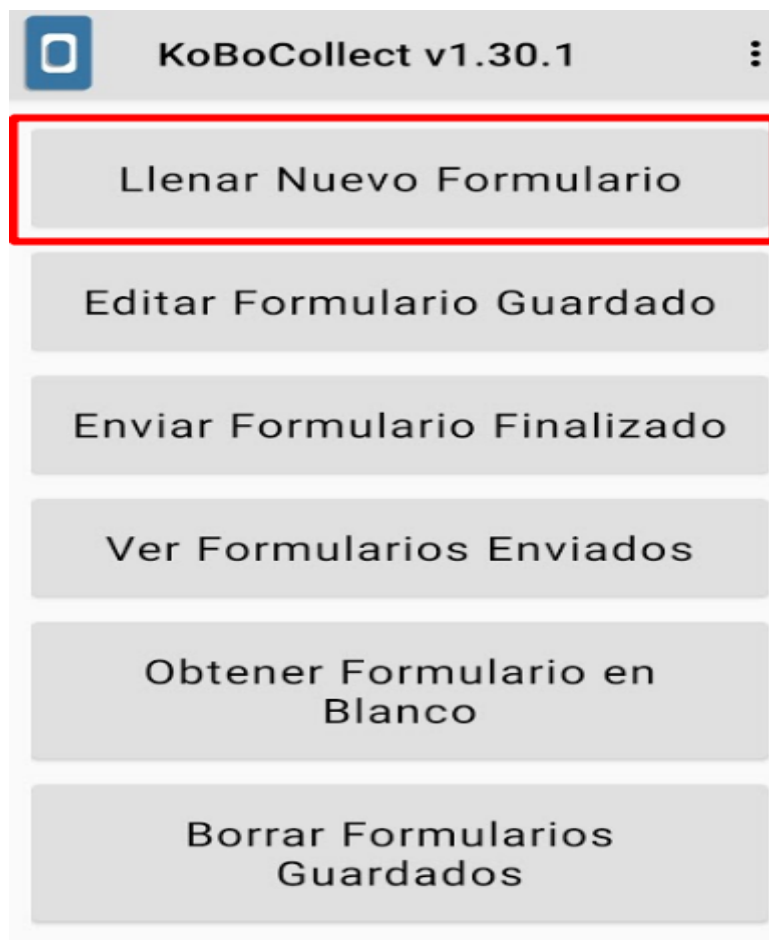 KoBoCollect v1.30.1
Llenar Nuevo Formulario
Editar Formulario Guardado
Enviar Formulario Finalizado
Ver Formularios Enviados
Obtener Formulario en
Blanco
Borrar Formularios
Guardados